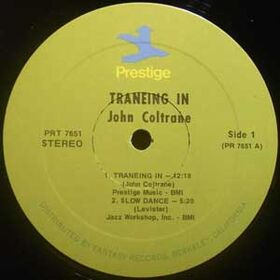 Prestige
TRANEING IN
John Coltrane
PRT 7651
STEREO
Side 1
(PR 7651 A)
1. TRANEING IN — 12:18
(John Coltrane)
Prestige Music - BMI
2. SLOW DANCE — 5:20
(Levister)
Jazz Workshop, Inc. - BMI
DISTRIBUTED BY FANTASY RECORDS, BERKELEY, CALIFORNIA